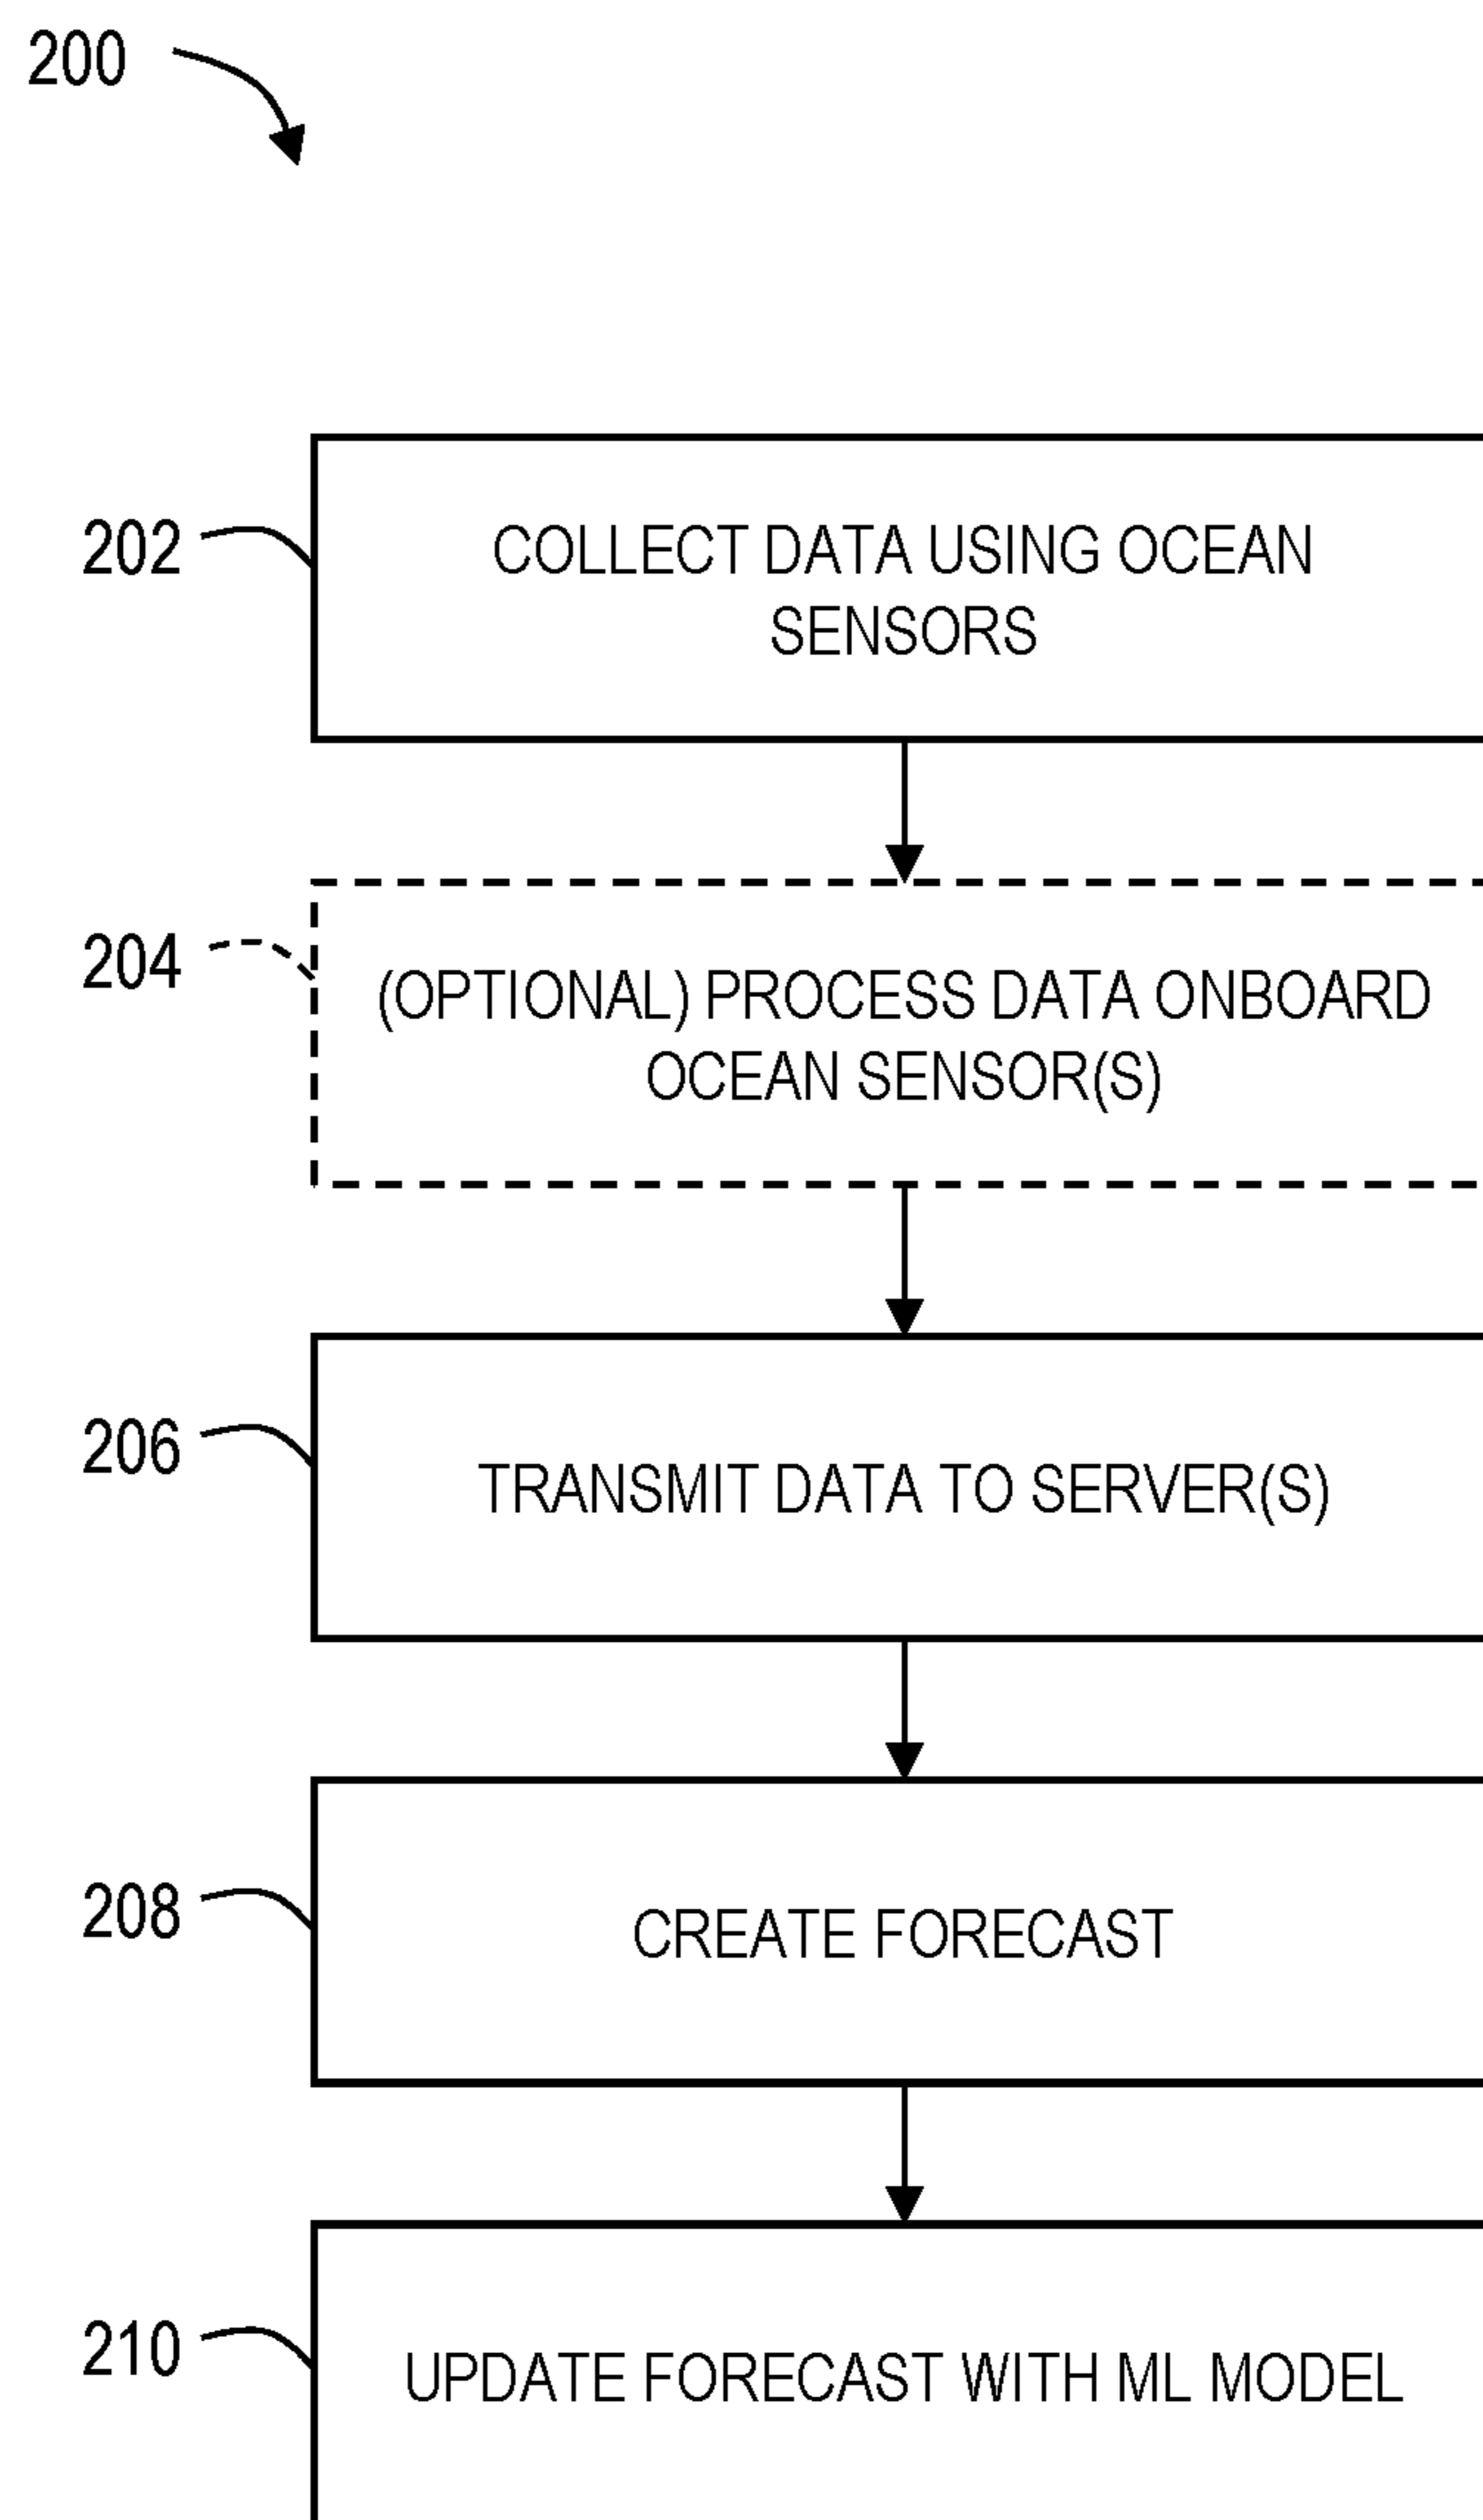 200
202
COLLECT DATA USING OCEAN
SENSORS
204
(OPTIONAL) PROCESS DATA ONBOARD
OCEAN SENSOR(S)
206
TRANSMIT DATA TO SERVER(S)
208
CREATE FORECAST
210
UPDATE FORECAST WITH ML MODEL